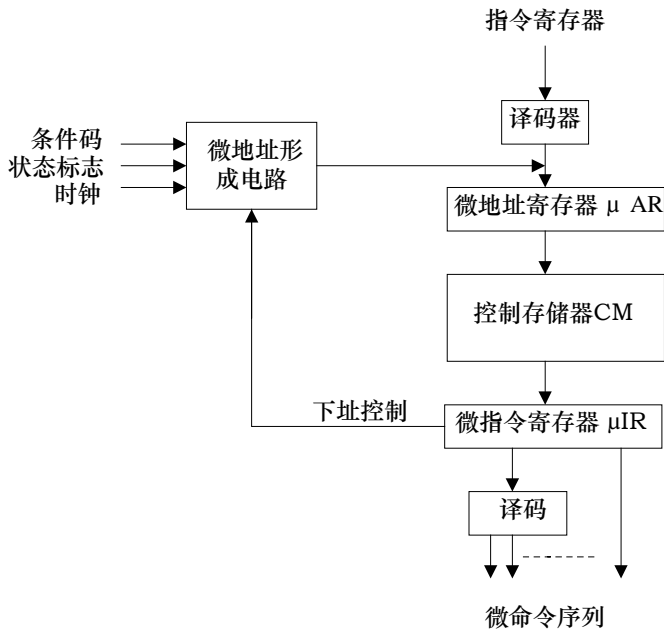 指令寄存器
译码器
条件码
状态标志
时钟
微地址形
成电路
微地址寄存器 μ AR
控制存储器CM
下址控制
微指令寄存器 μIR
译码
微命令序列